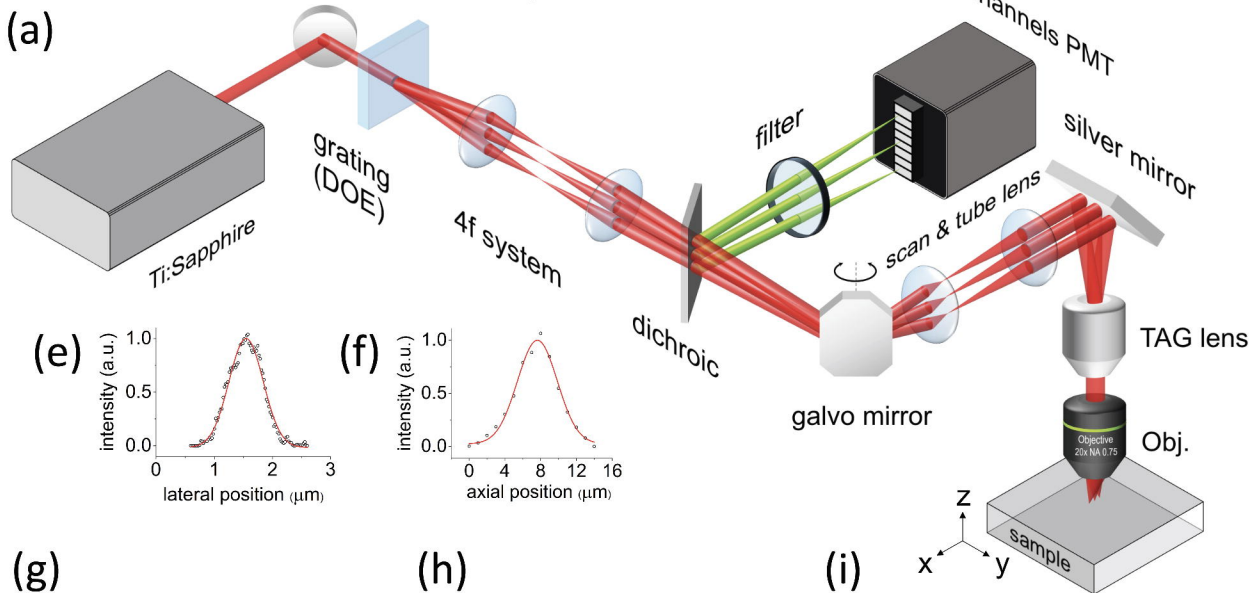 (a)
hannels PMT
filter
silver mirror
grating
(DOE)
scan & tube lens
Ti:Sapphire
4f system
dichroic
TAG lens
galvo mirror
Objective
20x NA 0.75
Obj.
(e)
intensity (a.u.)
1.0
0.5
0.0
0 1 2 3
lateral position (μm)
(f)
intensity (a.u.)
1.0
0.5
0.0
0 4 8 12 16
axial position (μm)
z
x
y
sample
(g)
(h)
(i)